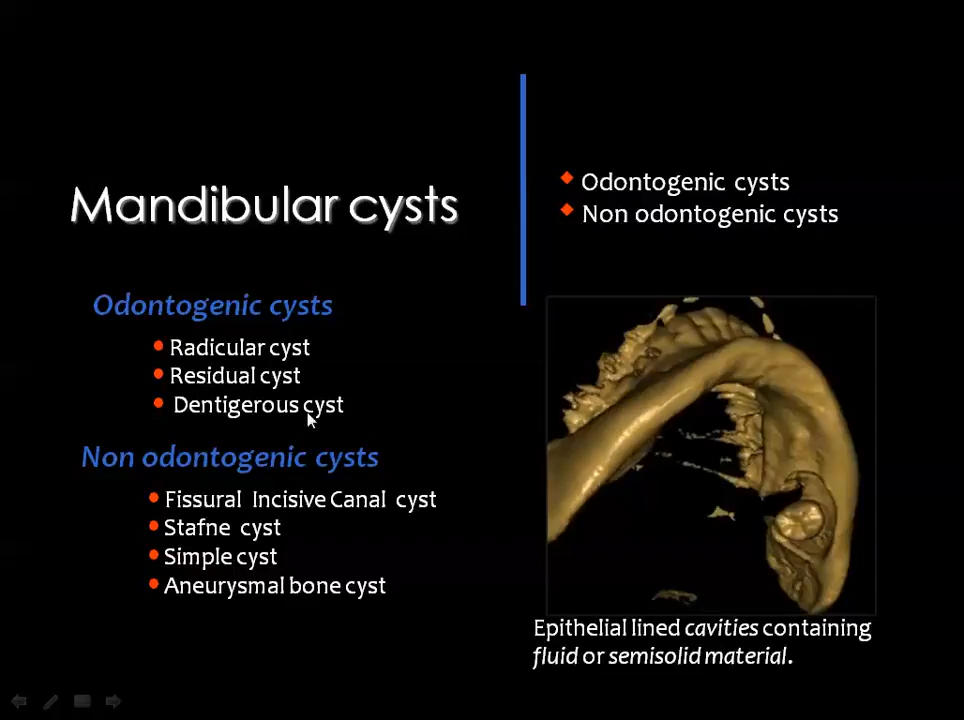 Mandibular cysts
Odontogenic cysts
Non odontogenic cysts
Odontogenic cysts
Radicular cyst
Residual cyst
Dentigerous cyst
Non odontogenic cysts
Fissural Incisive Canal cyst
Stafne cyst
Simple cyst
Aneurysmal bone cyst
Epithelial lined cavities containing
fluid or semisolid material.